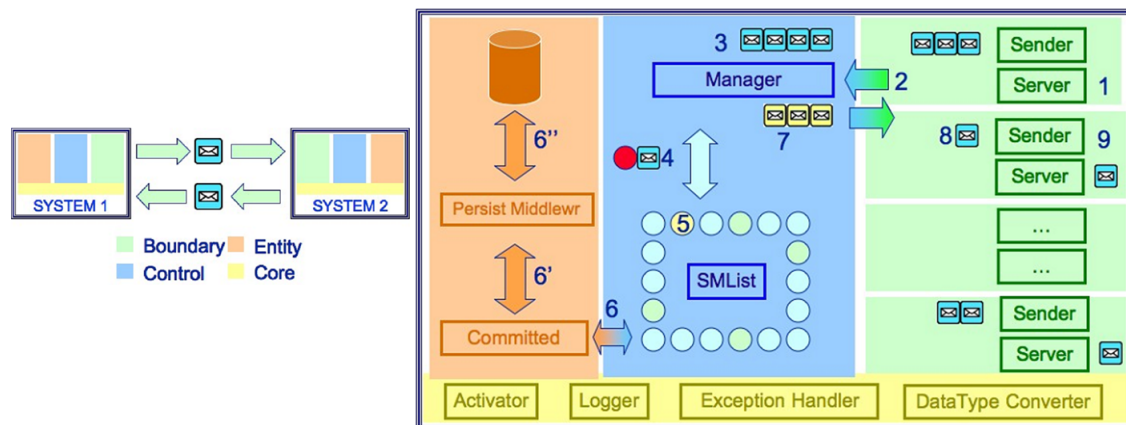 3
Sender
Manager
2
Server
1
7
6''
4
8
Sender
9
Server
SYSTEM 1
SYSTEM 2
Persist Middlewr
5
...
Boundary
Entity
Control
Core
6'
SMList
...
6
Sender
Committed
Server
Activator
Logger
Exception Handler
DataType Converter